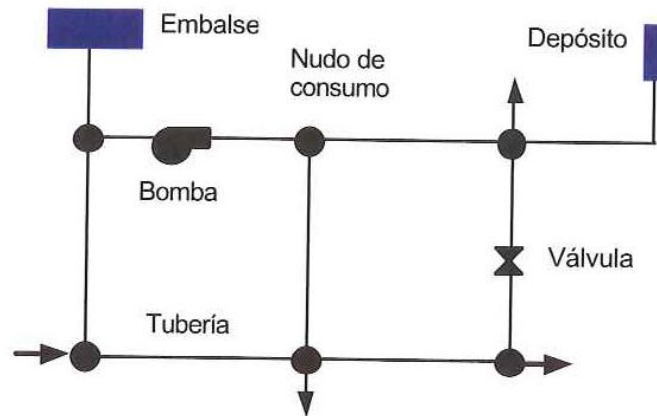 Embalse
Depósito
Nudo de
consumo
Bomba
Válvula
Tubería